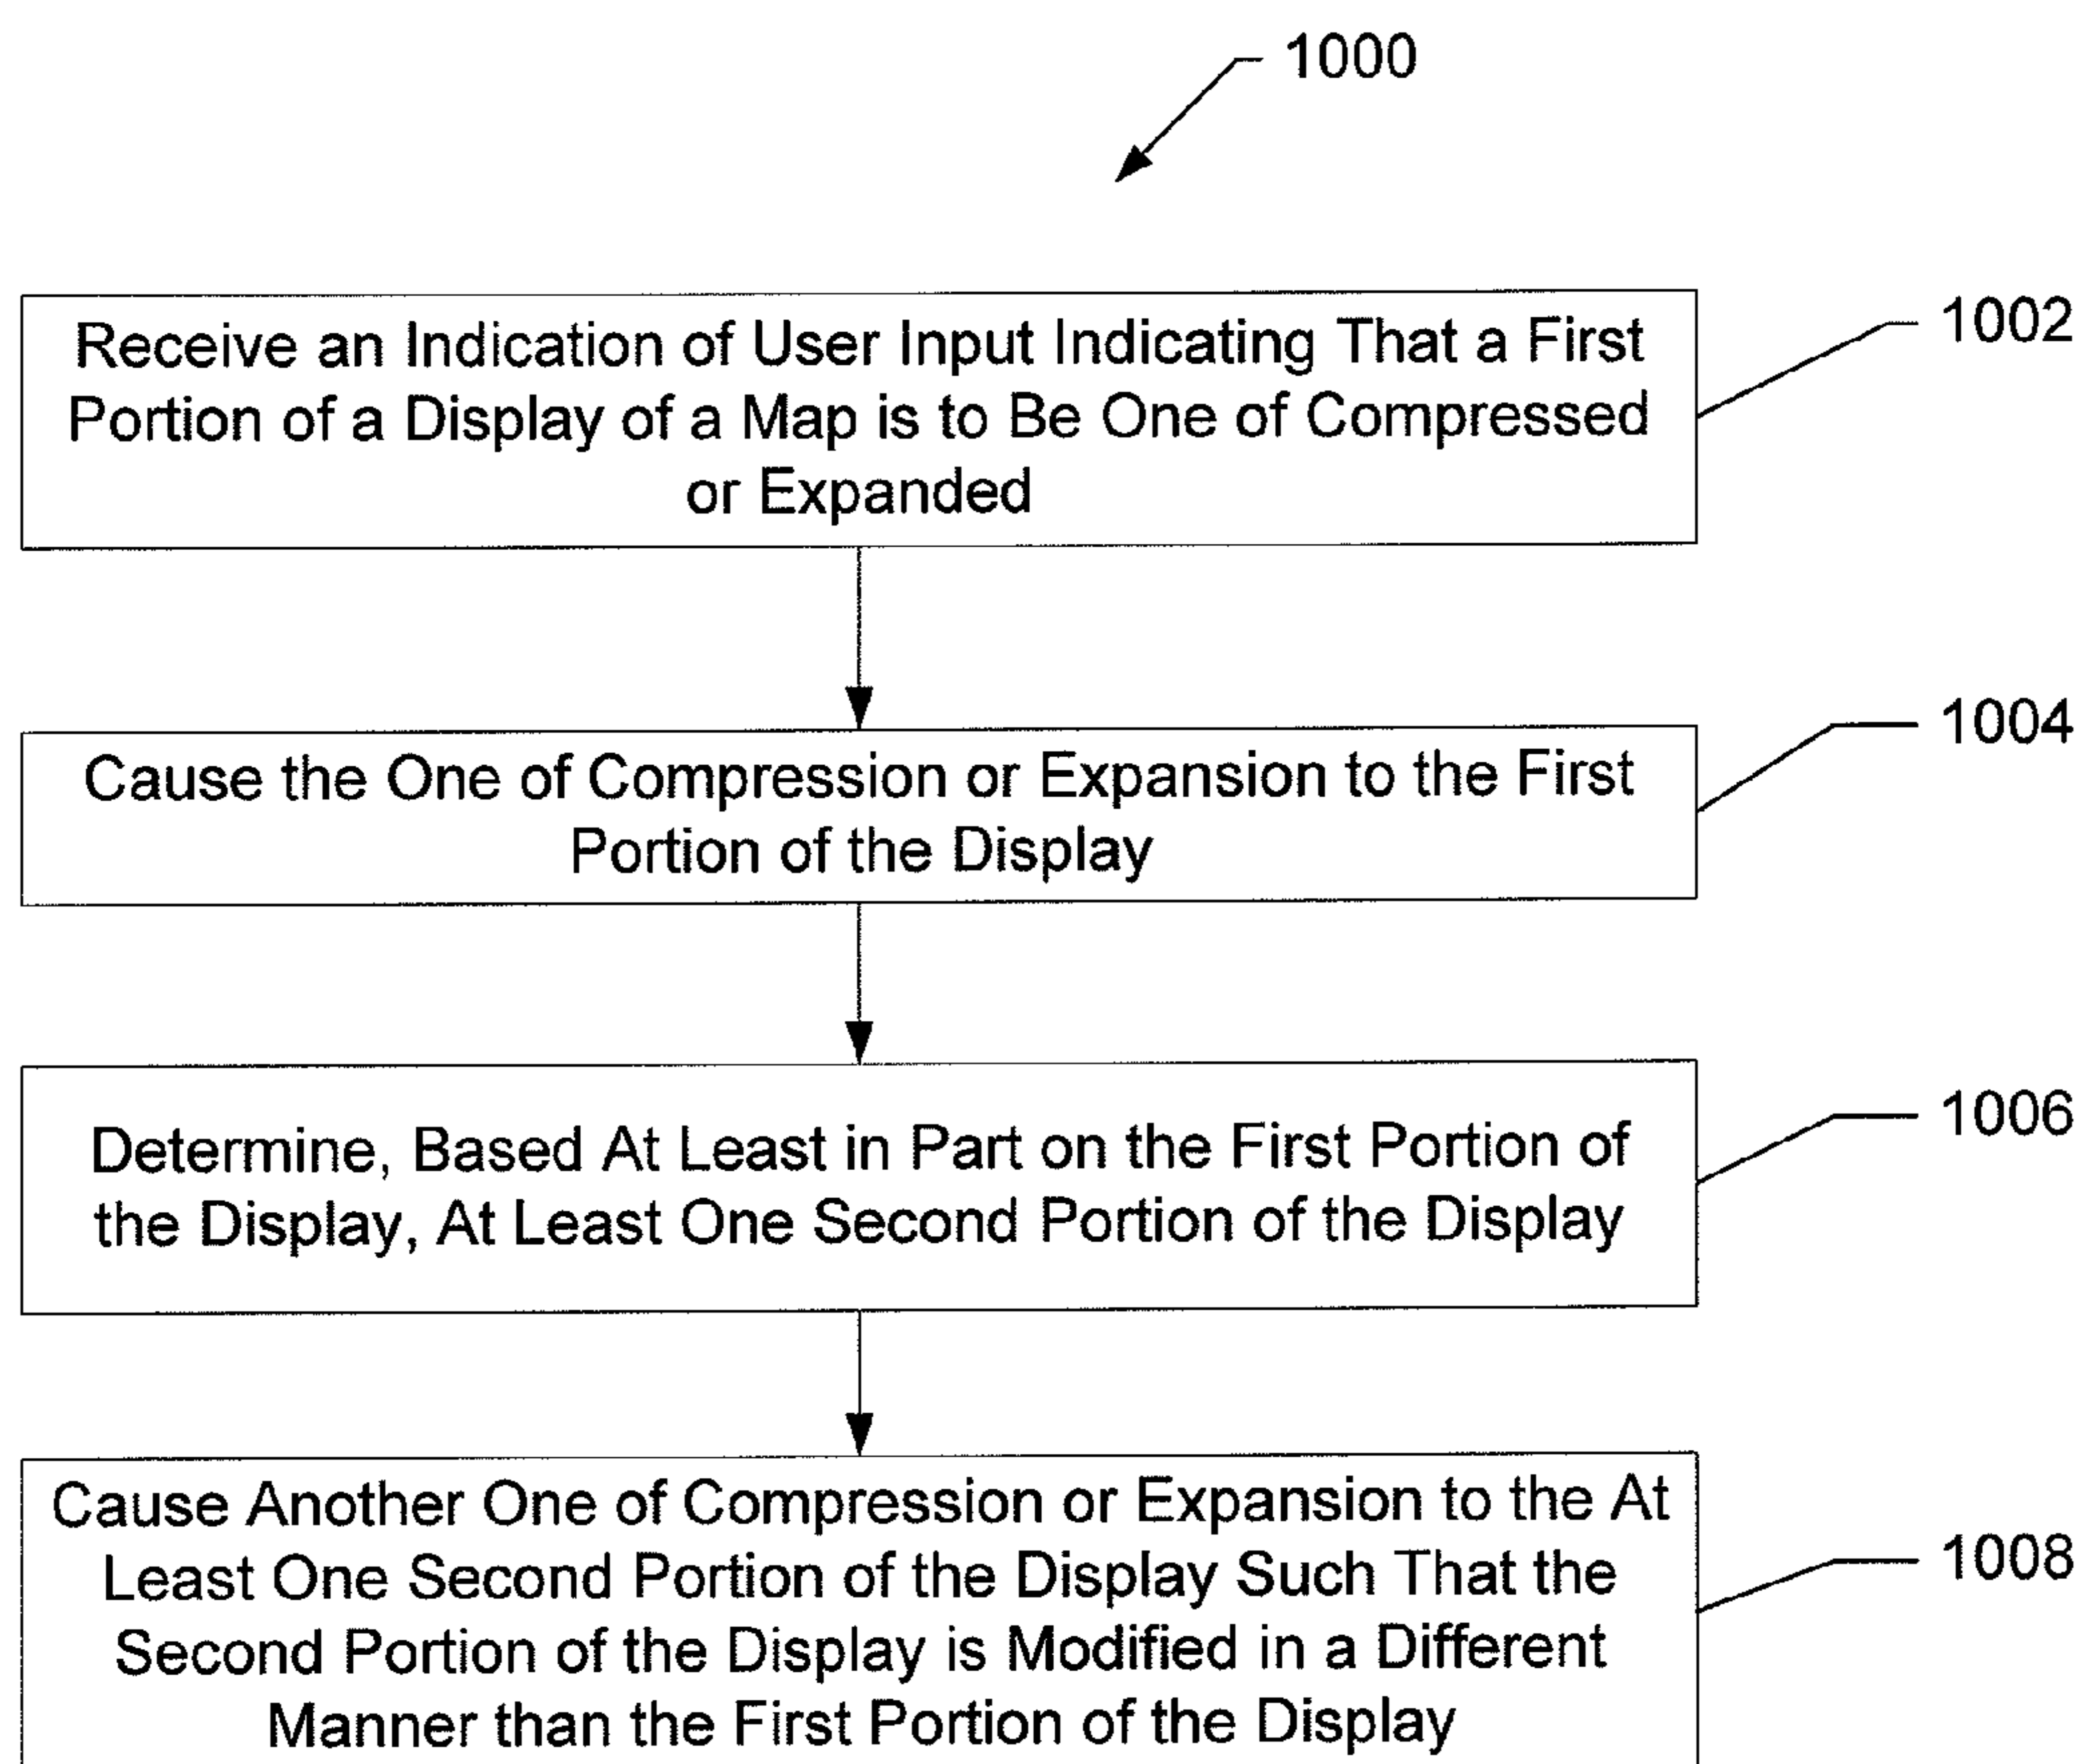 1000
Receive an Indication of User Input Indicating That a First
Portion of a Display of a Map is to Be One of Compressed
or Expanded
1002
Cause the One of Compression or Expansion to the First
Portion of the Display
1004
Determine, Based At Least in Part on the First Portion of
the Display, At Least One Second Portion of the Display
1006
Cause Another One of Compression or Expansion to the At
Least One Second Portion of the Display Such That the
Second Portion of the Display is Modified in a Different
Manner than the First Portion of the Display
1008